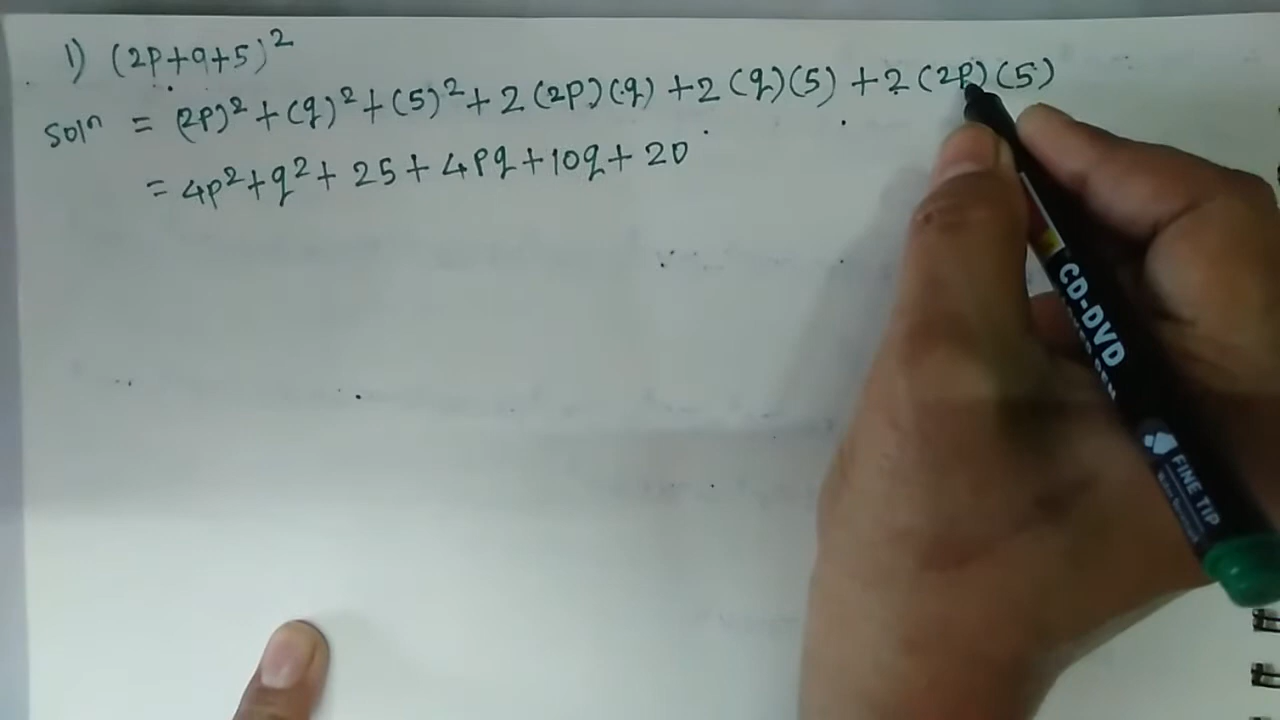 1) (2p+q+5)²
Soln = (2p)²+(q)²+(5)²+2(2p)(q)+2(q)(5)+2(2p)(5)
= 4p²+q²+25+4pq+10q+20
CD-DVD
FINE TIP